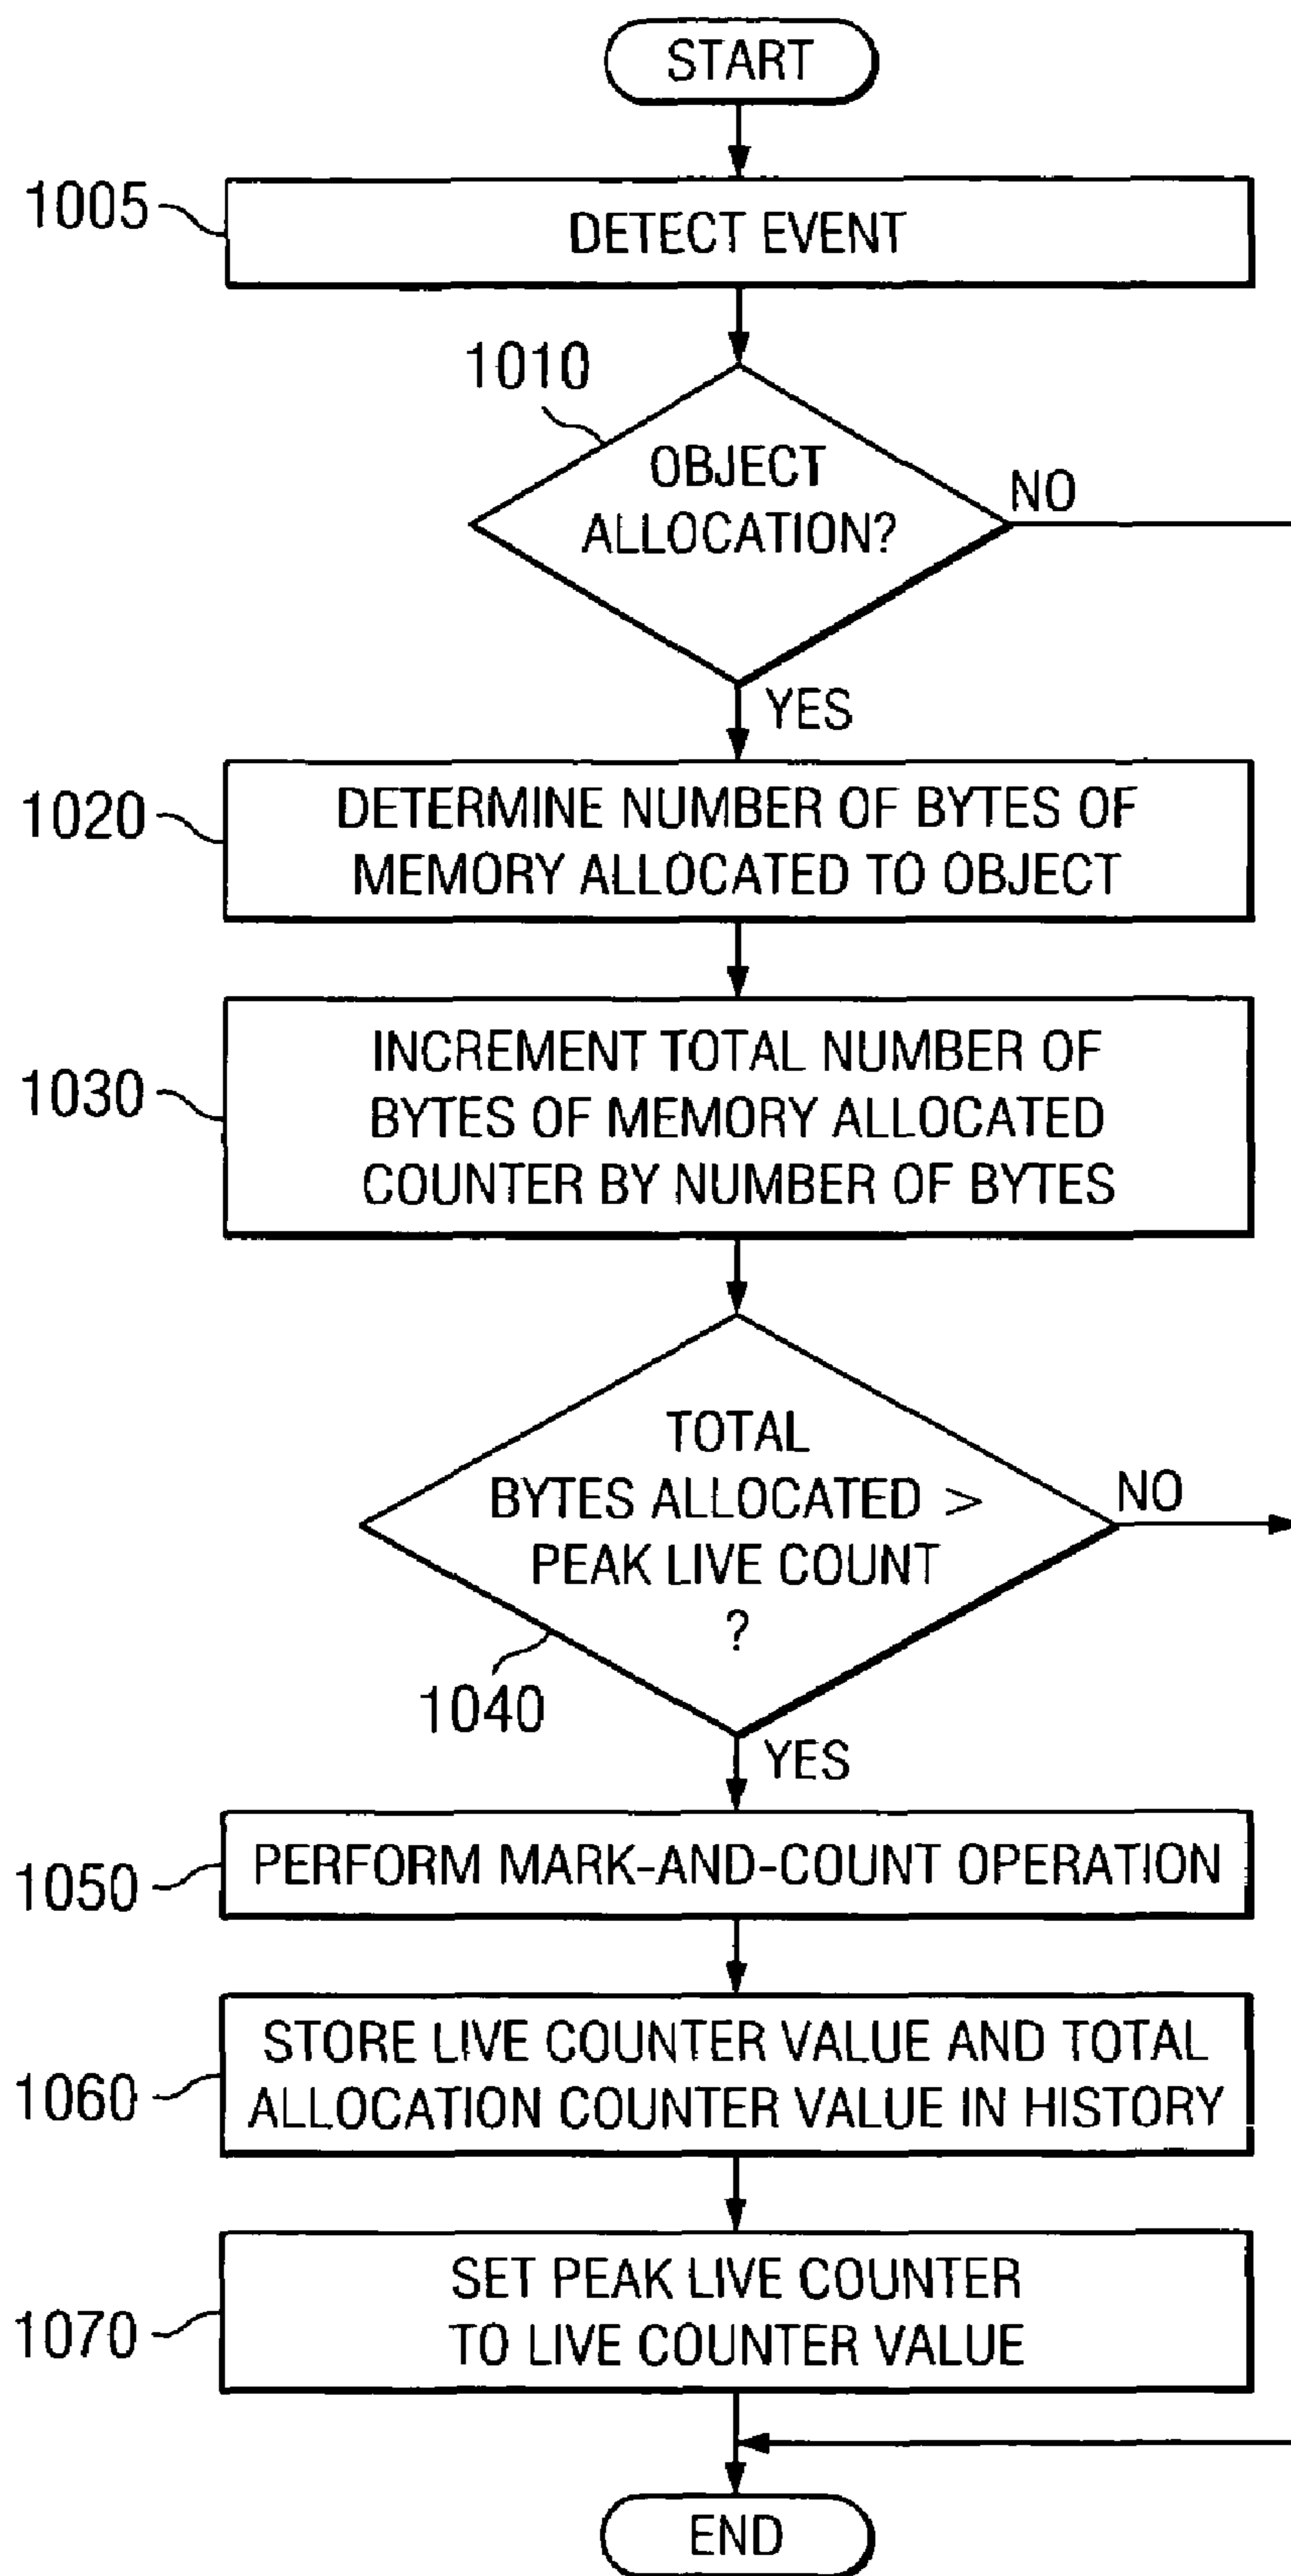 START
1005
DETECT EVENT
1010
OBJECT
ALLOCATION?
NO
YES
1020
DETERMINE NUMBER OF BYTES OF
MEMORY ALLOCATED TO OBJECT
1030
INCREMENT TOTAL NUMBER OF
BYTES OF MEMORY ALLOCATED
COUNTER BY NUMBER OF BYTES
TOTAL
BYTES ALLOCATED >
PEAK LIVE COUNT
?
NO
1040
YES
1050
PERFORM MARK-AND-COUNT OPERATION
1060
STORE LIVE COUNTER VALUE AND TOTAL
ALLOCATION COUNTER VALUE IN HISTORY
1070
SET PEAK LIVE COUNTER
TO LIVE COUNTER VALUE
END